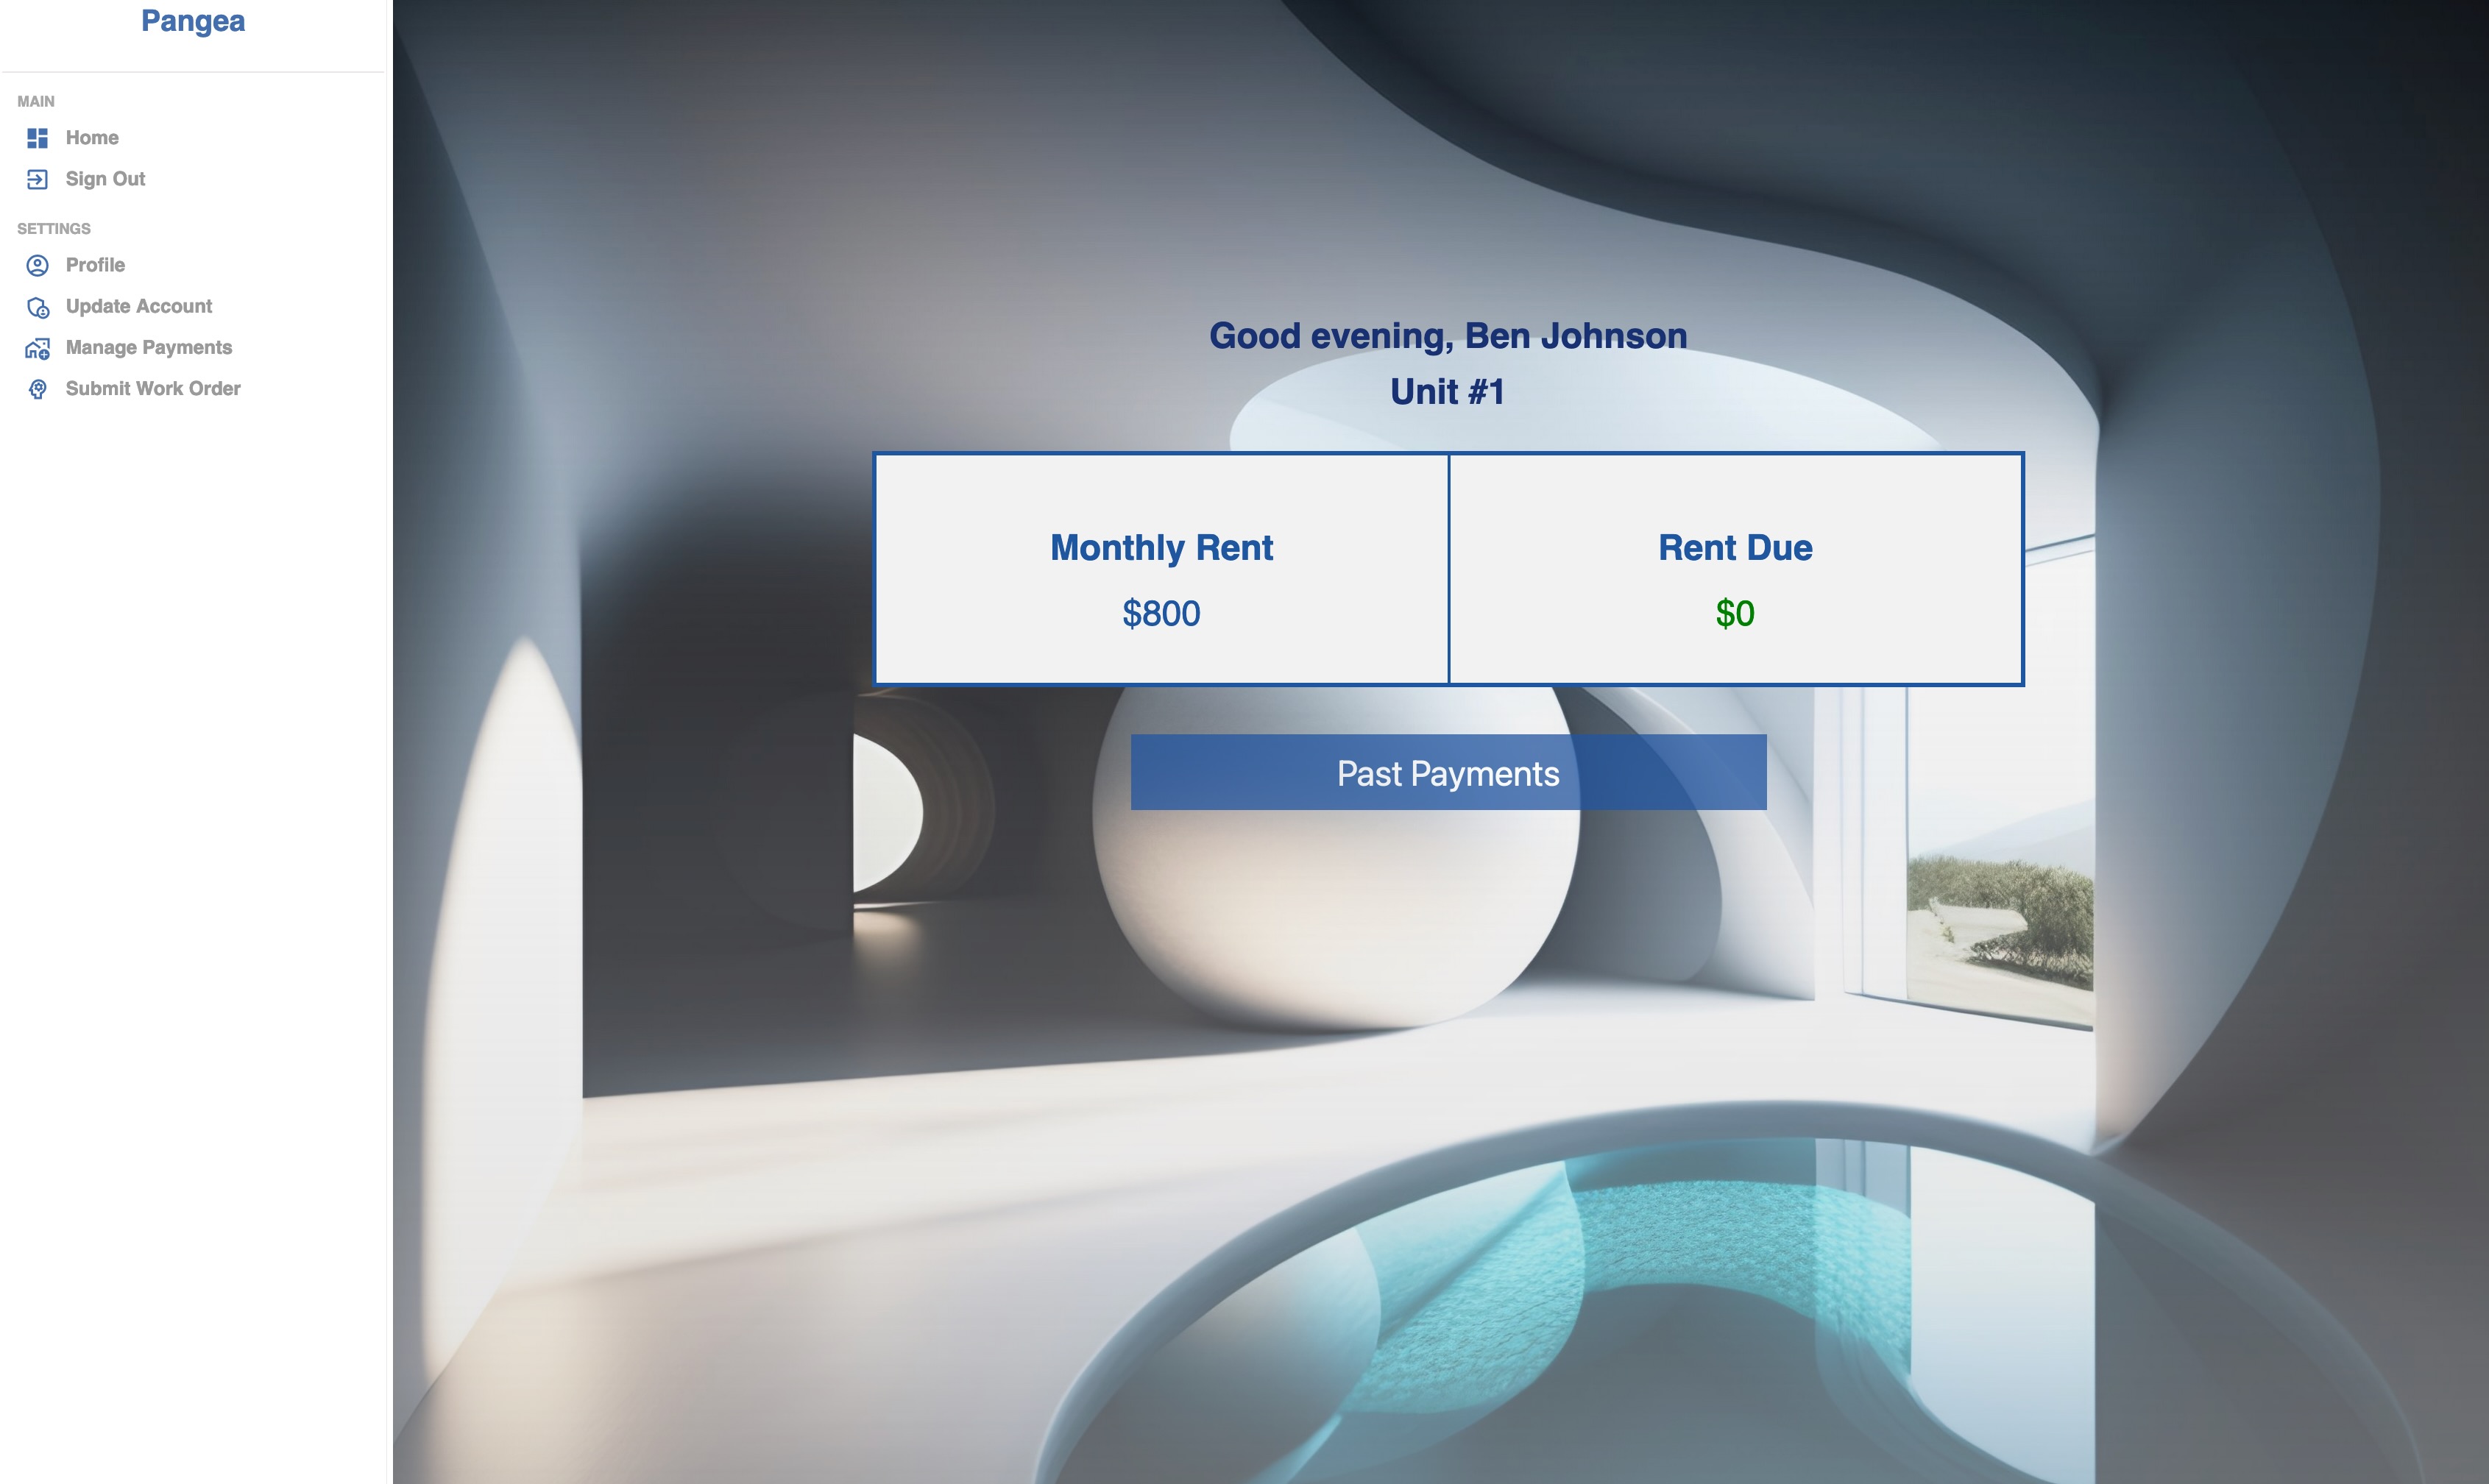 Pangea
MAIN
Home
Sign Out
SETTINGS
Profile
Update Account
Manage Payments
Submit Work Order
Good evening, Ben Johnson
Unit #1
Monthly Rent
$800
Rent Due
$0
Past Payments